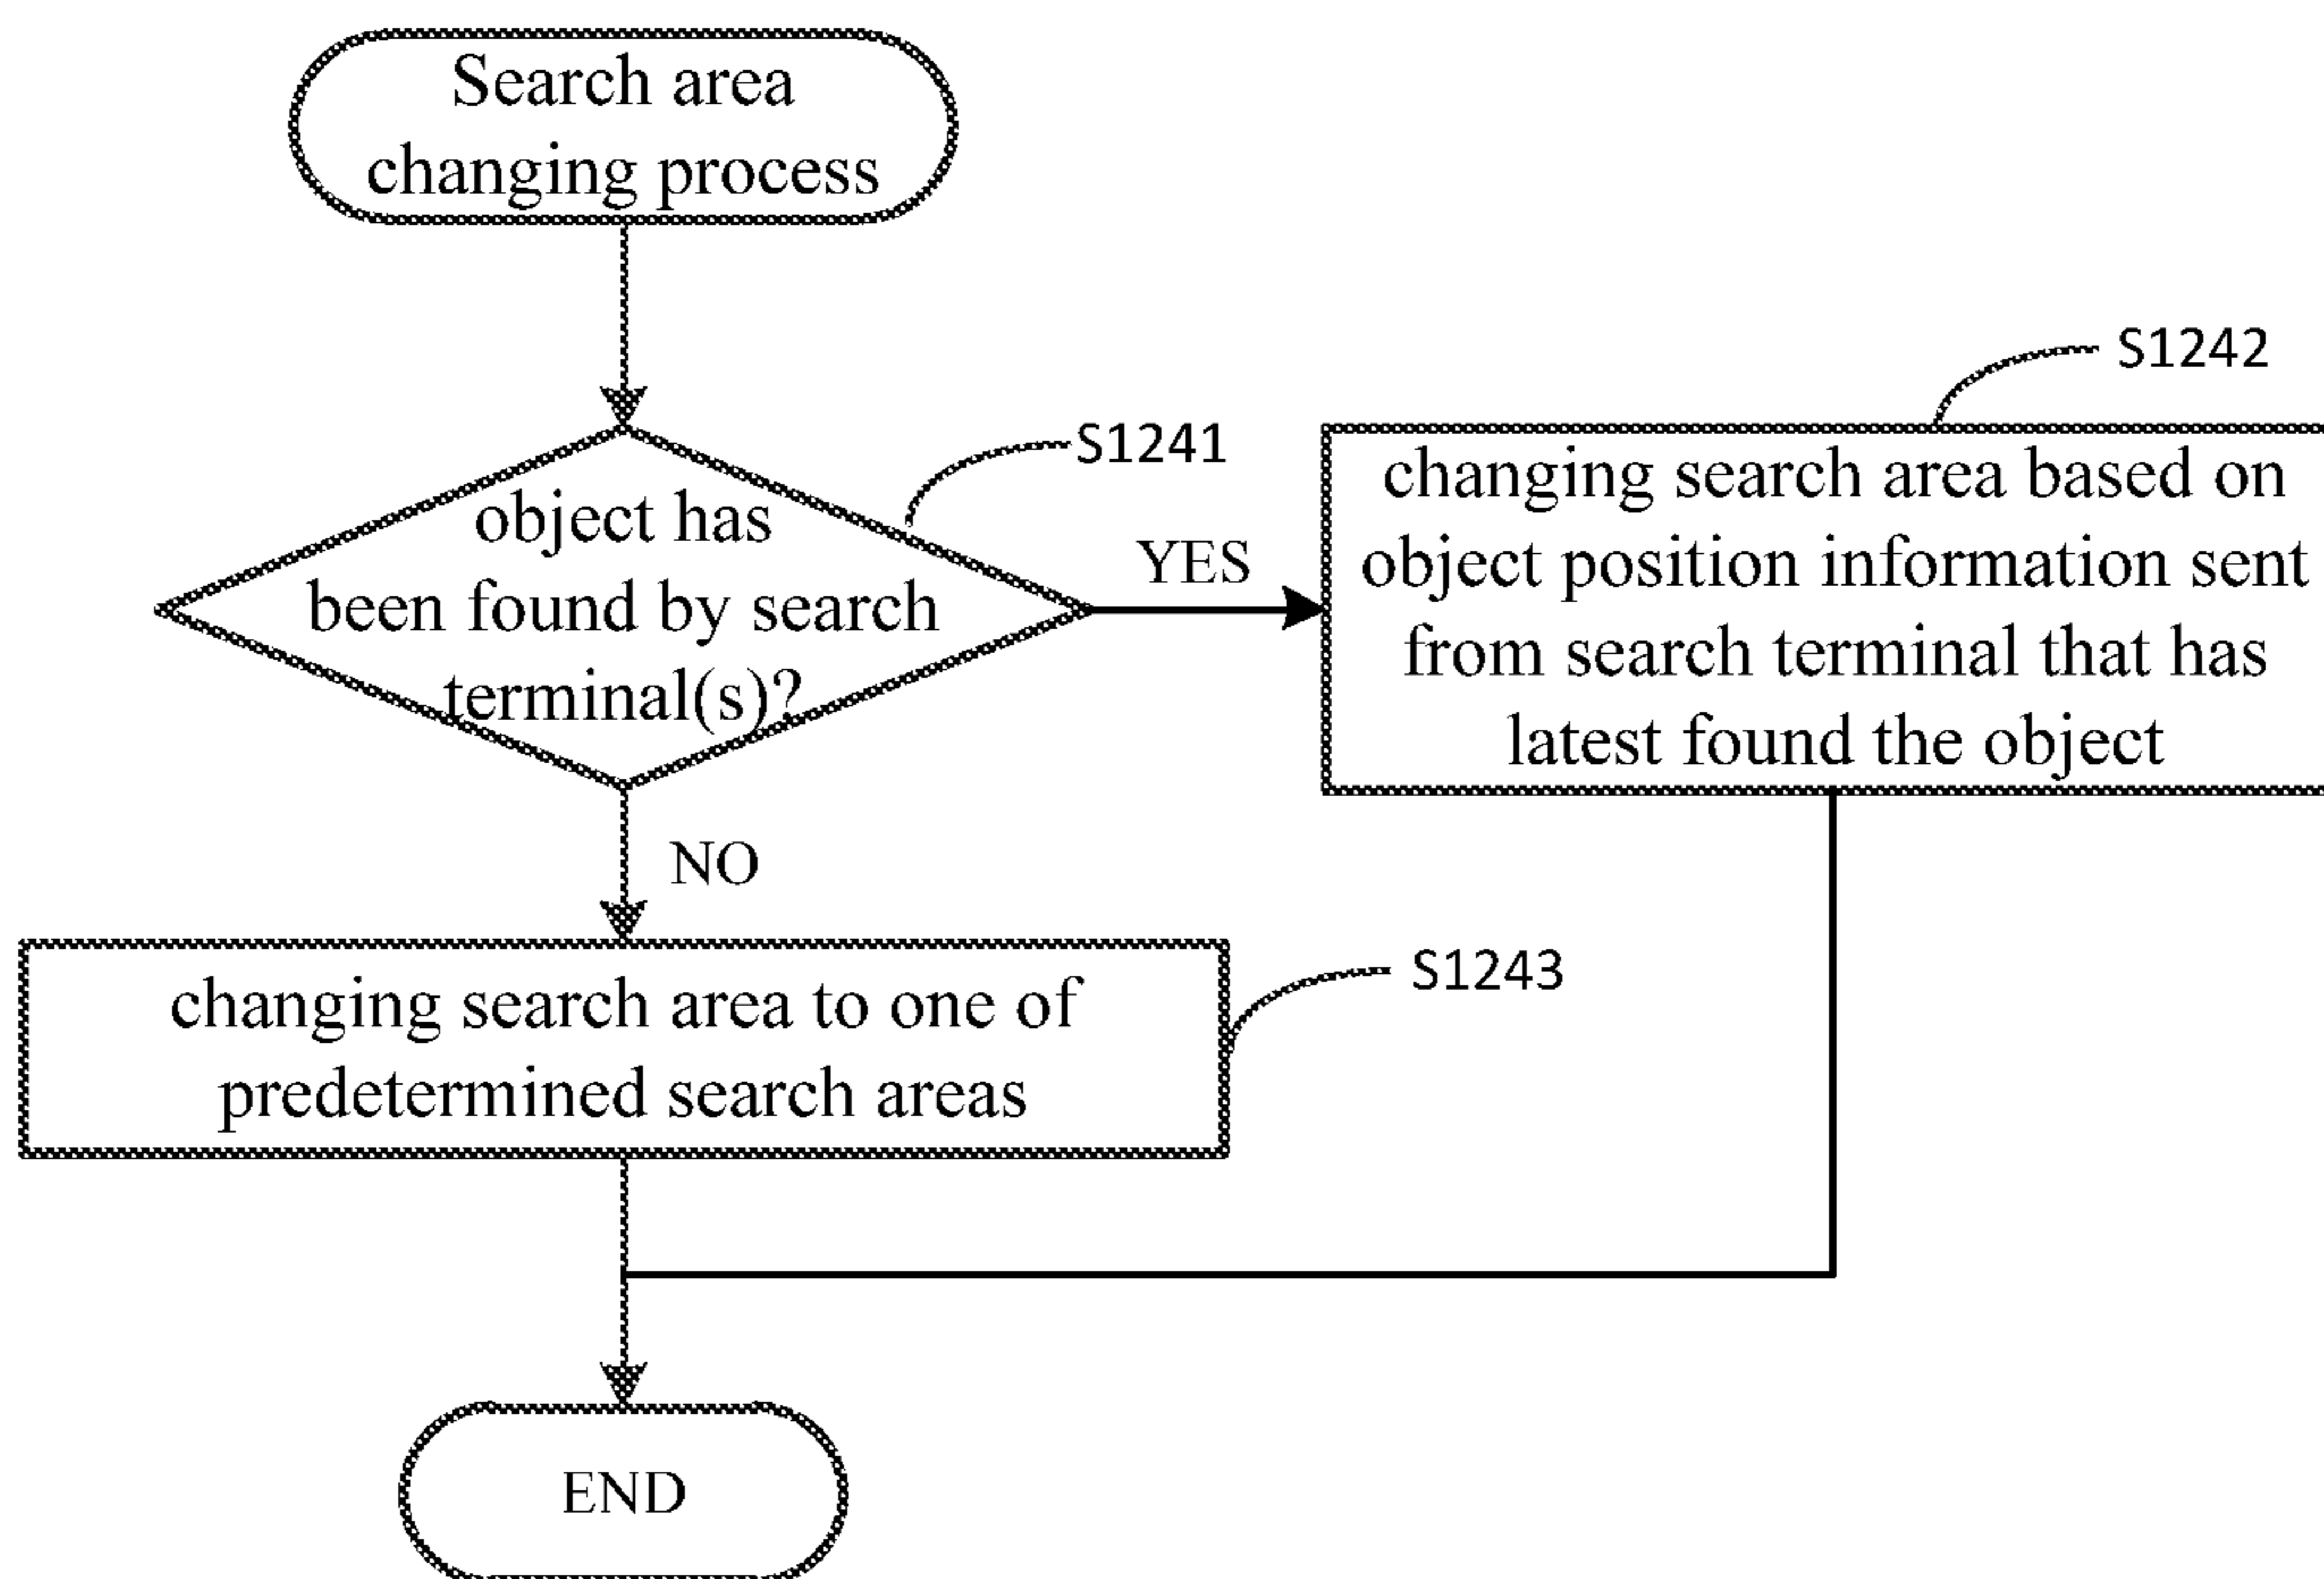 Search area
changing process
S1241
object has
been found by search
terminal(s)?
YES
S1242
changing search area based on
object position information sent
from search terminal that has
latest found the object
NO
S1243
changing search area to one of
predetermined search areas
END